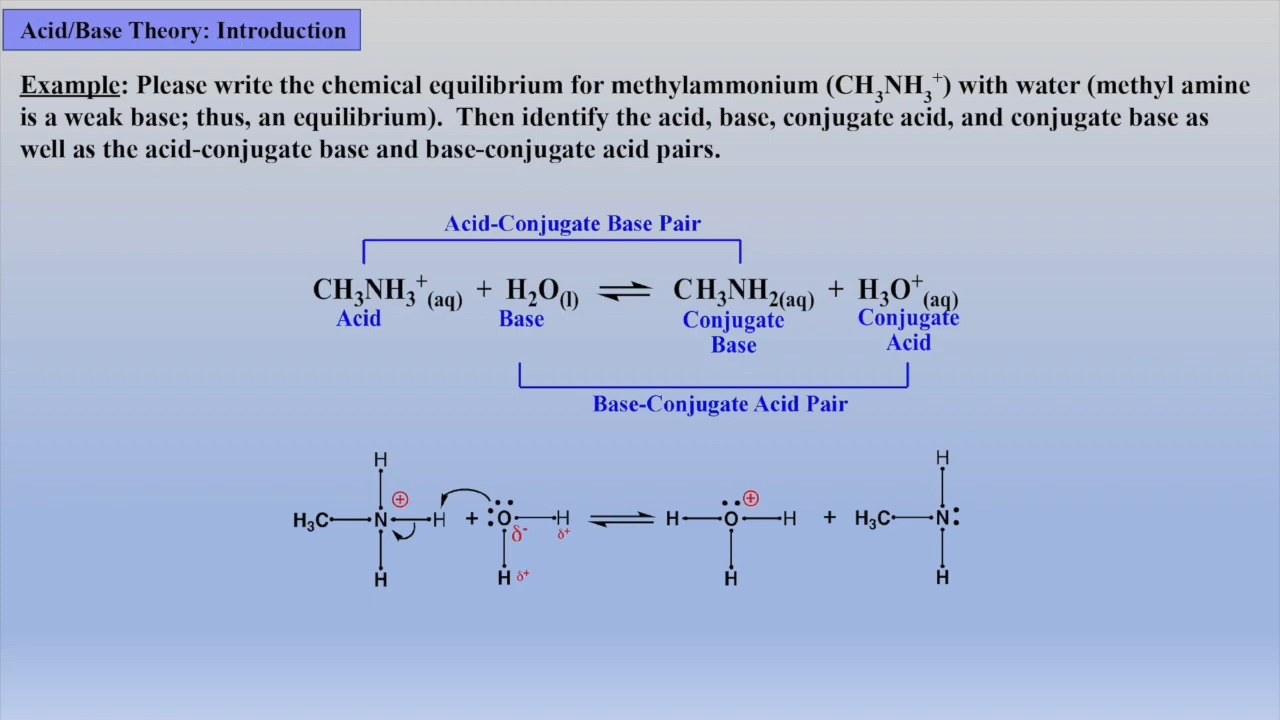 Acid/Base Theory: Introduction
Example: Please write the chemical equilibrium for methylammonium (CH₃NH₃⁺) with water (methyl amine
is a weak base; thus, an equilibrium). Then identify the acid, base, conjugate acid, and conjugate base as
well as the acid-conjugate base and base-conjugate acid pairs.
Acid-Conjugate Base Pair
CH₃NH₃⁺(aq) + H₂O(l) ⇌ CH₃NH₂(aq) + H₃O⁺(aq)
Acid Base Conjugate Base Conjugate Acid
Base-Conjugate Acid Pair
H H
⊕ ⊕
H₃C N H + :O H ⇌ H O H + H₃C N:
δ⁻ δ⁺
H H δ⁺ H H